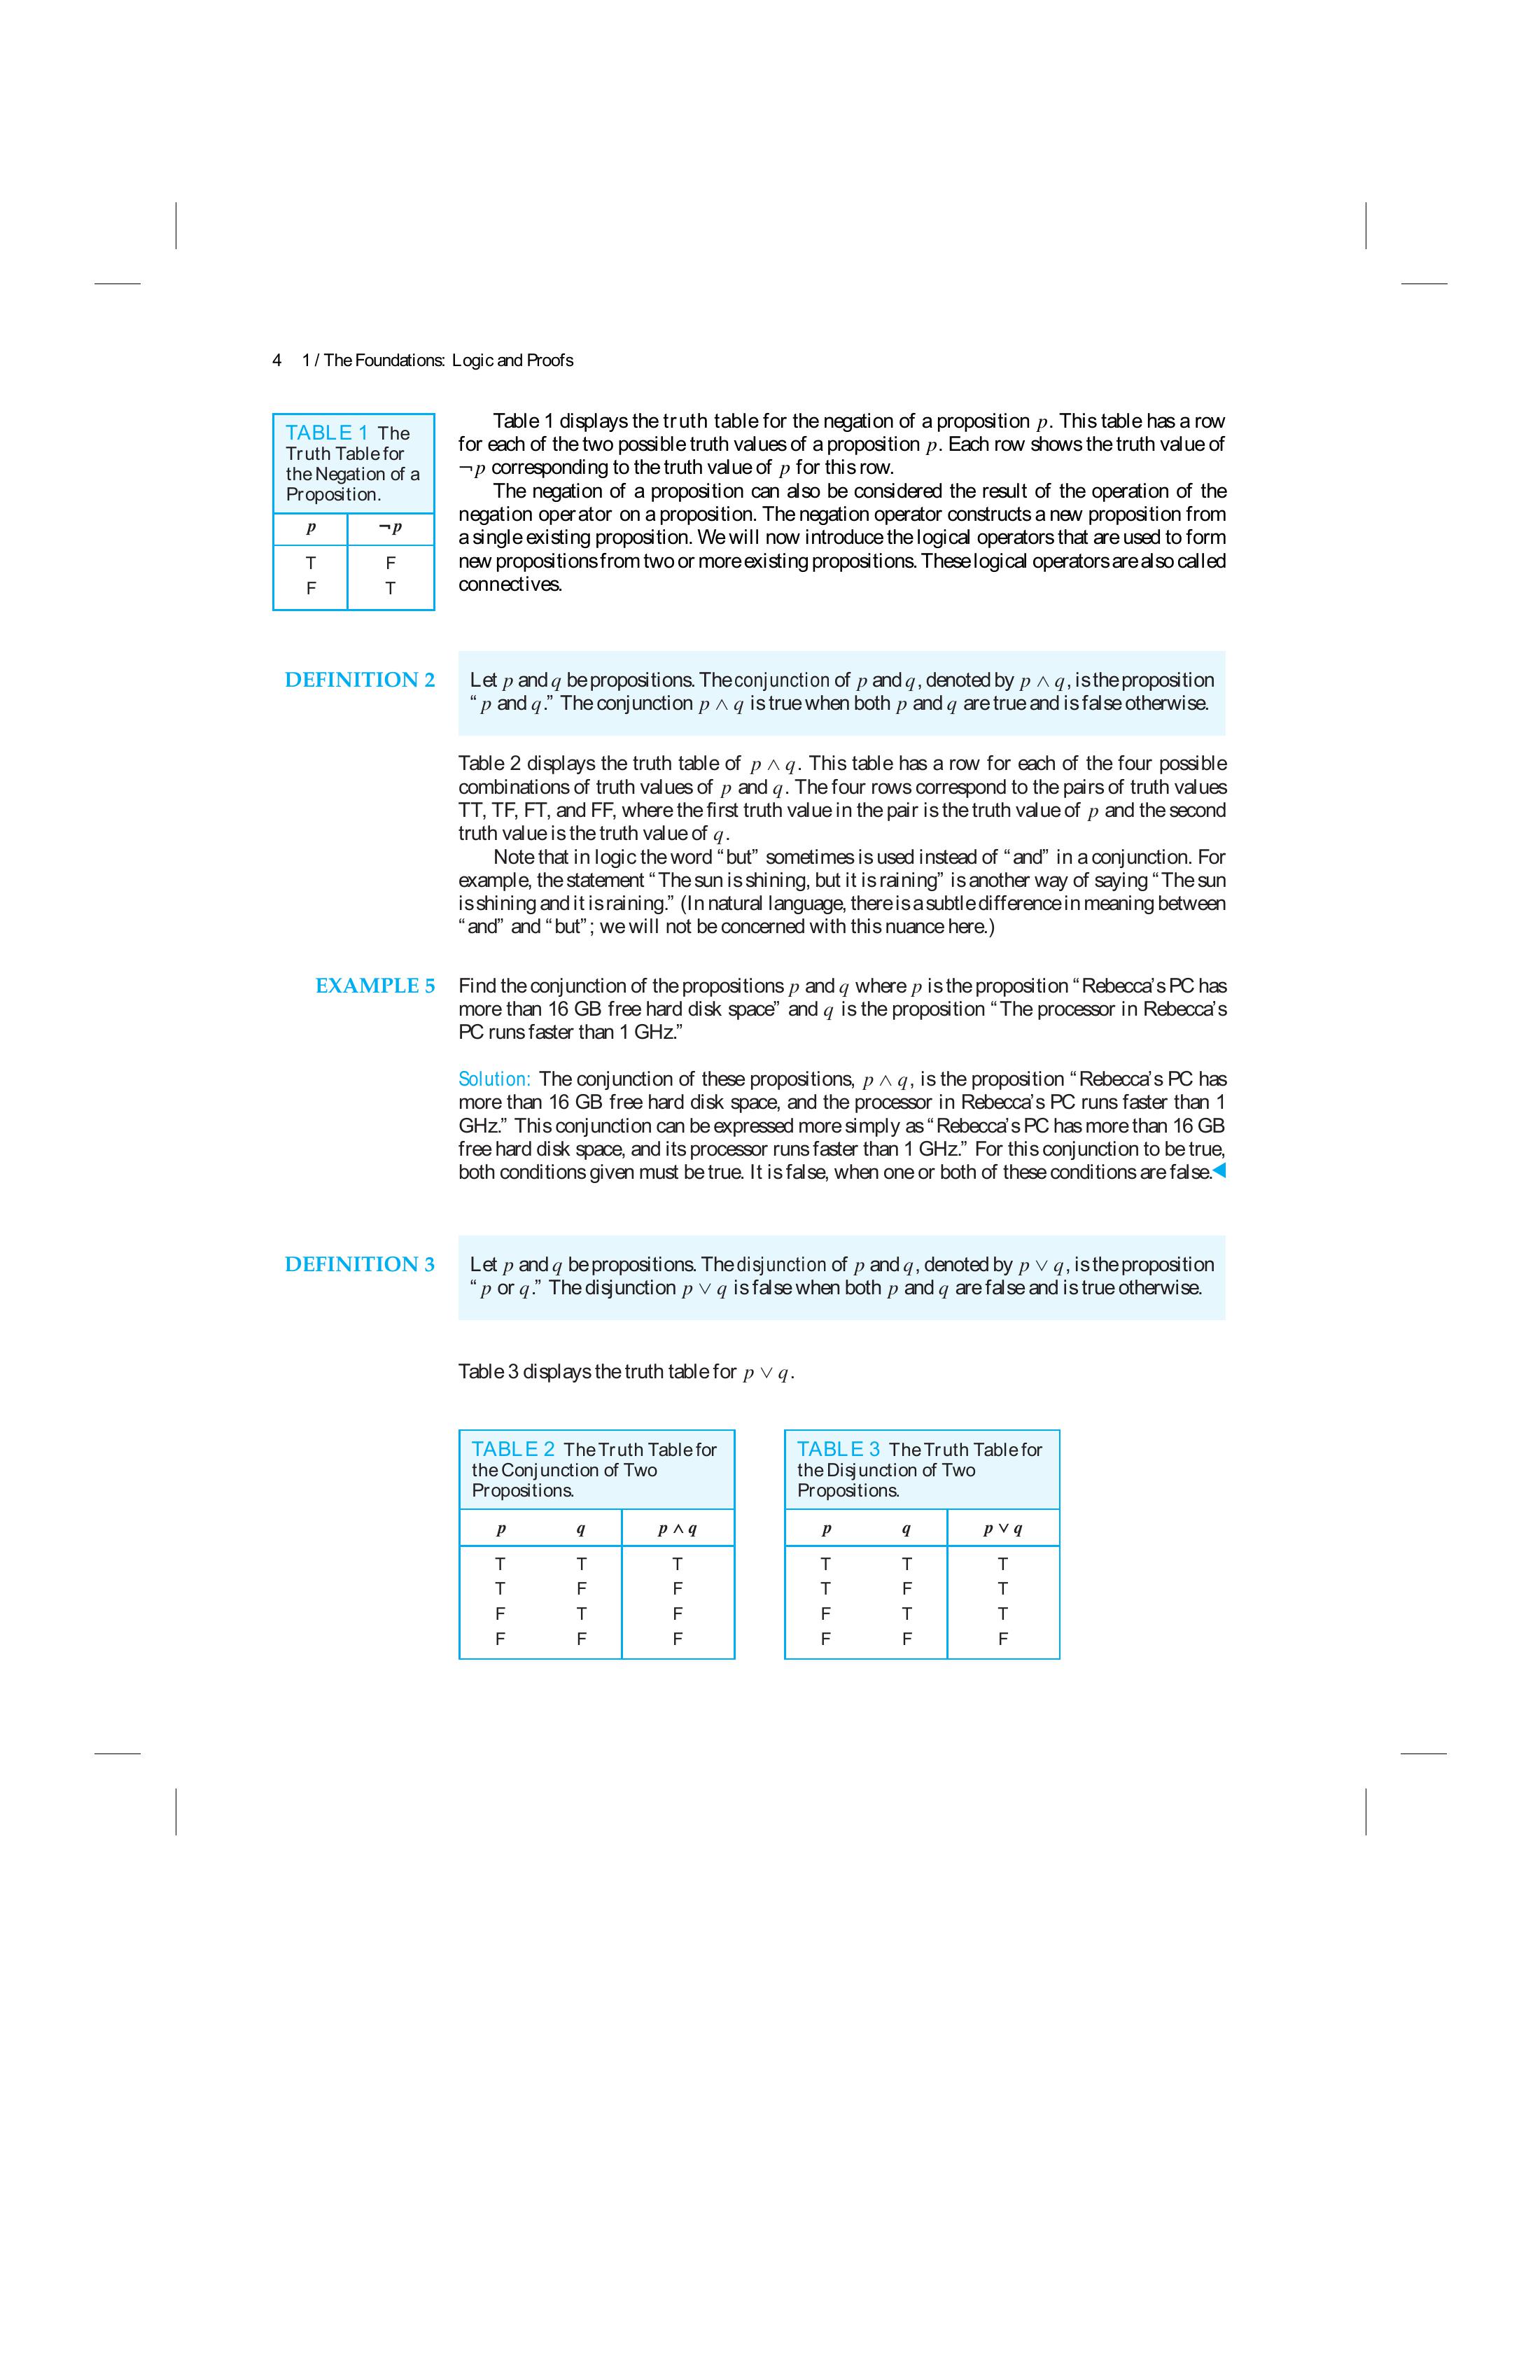 4 1 / The Foundations: Logic and Proofs
TABLE 1 The
Truth Table for
the Negation of a
Proposition.
p ¬p
T F
F T
Table 1 displays the truth table for the negation of a proposition p. This table has a row
for each of the two possible truth values of a proposition p. Each row shows the truth value of
¬p corresponding to the truth value of p for this row.
The negation of a proposition can also be considered the result of the operation of the
negation operator on a proposition. The negation operator constructs a new proposition from
a single existing proposition. We will now introduce the logical operators that are used to form
new propositions from two or more existing propositions. These logical operators are also called
connectives.
DEFINITION 2
Let p and q be propositions. The conjunction of p and q, denoted by p ∧ q, is the proposition
“p and q.” The conjunction p ∧ q is true when both p and q are true and is false otherwise.
Table 2 displays the truth table of p ∧ q. This table has a row for each of the four possible
combinations of truth values of p and q. The four rows correspond to the pairs of truth values
TT, TF, FT, and FF, where the first truth value in the pair is the truth value of p and the second
truth value is the truth value of q.
Note that in logic the word “but” sometimes is used instead of “and” in a conjunction. For
example, the statement “The sun is shining, but it is raining” is another way of saying “The sun
is shining and it is raining.” (In natural language, there is a subtle difference in meaning between
“and” and “but”; we will not be concerned with this nuance here.)
EXAMPLE 5
Find the conjunction of the propositions p and q where p is the proposition “Rebecca’s PC has
more than 16 GB free hard disk space” and q is the proposition “The processor in Rebecca’s
PC runs faster than 1 GHz.”
Solution: The conjunction of these propositions, p ∧ q, is the proposition “Rebecca’s PC has
more than 16 GB free hard disk space, and the processor in Rebecca’s PC runs faster than 1
GHz.” This conjunction can be expressed more simply as “Rebecca’s PC has more than 16 GB
free hard disk space, and its processor runs faster than 1 GHz.” For this conjunction to be true,
both conditions given must be true. It is false, when one or both of these conditions are false.
DEFINITION 3
Let p and q be propositions. The disjunction of p and q, denoted by p ∨ q, is the proposition
“p or q.” The disjunction p ∨ q is false when both p and q are false and is true otherwise.
Table 3 displays the truth table for p ∨ q.
TABLE 2 The Truth Table for
the Conjunction of Two
Propositions.
p q p ∧ q
T T T
T F F
F T F
F F F
TABLE 3 The Truth Table for
the Disjunction of Two
Propositions.
p q p ∨ q
T T T
T F T
F T T
F F F